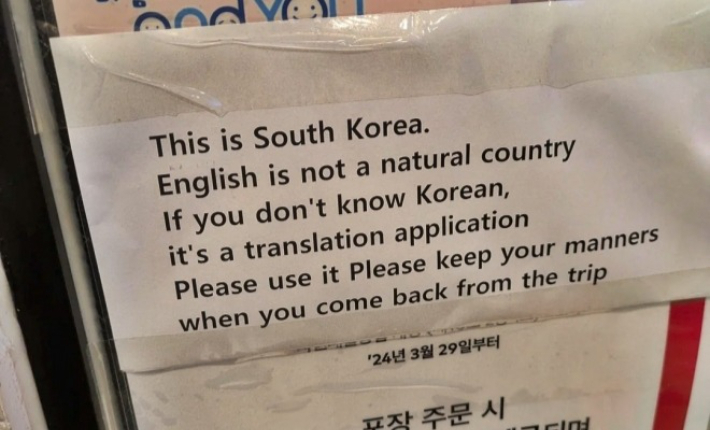 This is South Korea.
English is not a natural country
If you don't know Korean,
it's a translation application
Please use it Please keep your manners
when you come back from the trip
'24년 3월 29일부터
포장 주문 시